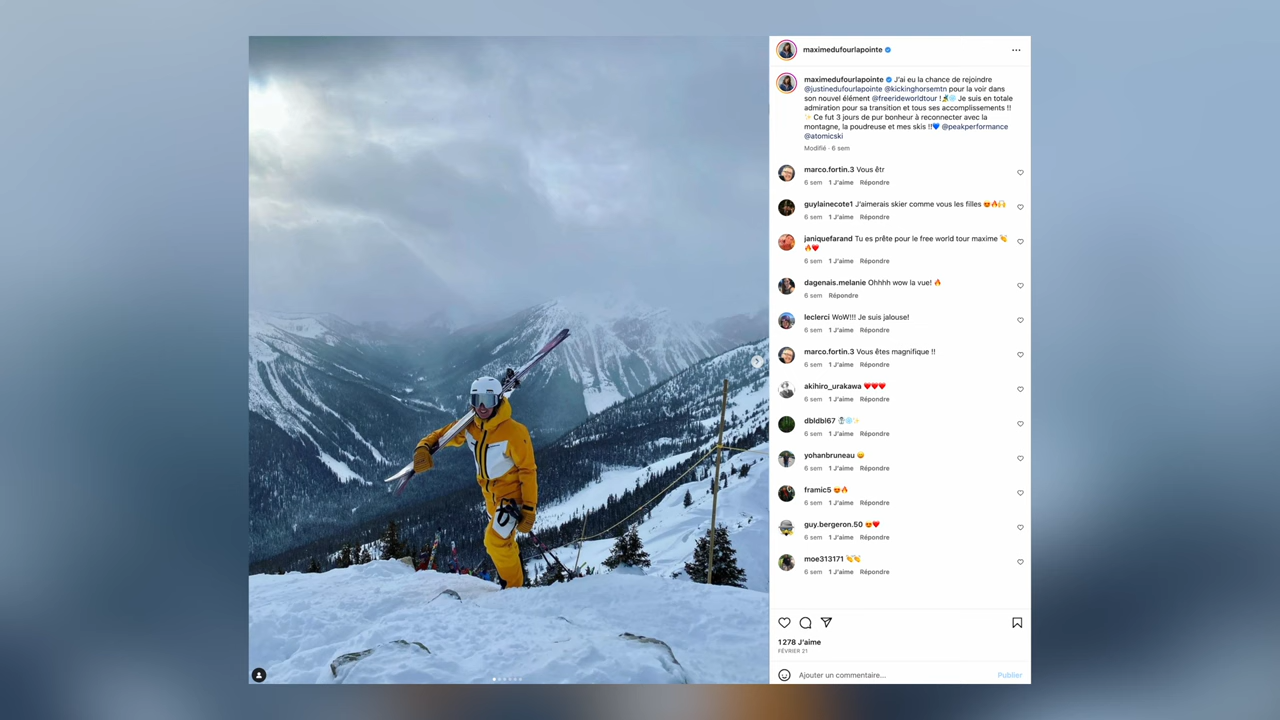 maximedufourlapointe
maximedufourlapointe J'ai eu la chance de rejoindre
@justinedufourlapointe @kickinghorsemtn pour la voir dans
son nouvel élément @freerideworldtour !🏂❄️ Je suis en totale
admiration pour sa transition et tous ses accomplissements !!
✨ Ce fut 3 jours de pur bonheur à reconnecter avec la
montagne, la poudreuse et mes skis !!💙 @peakperformance
@atomicski
Modifié · 6 sem
marco.fortin.3 Vous êtr
6 sem 1 J'aime Répondre
guylainecote1 J'aimerais skier comme vous les filles 😍🔥🙌
6 sem 1 J'aime Répondre
janiquefarand Tu es prête pour le free world tour maxime 👏
🔥❤️
6 sem 1 J'aime Répondre
dagenais.melanie Ohhhh wow la vue! 🔥
6 sem Répondre
leclerci WoW!!! Je suis jalouse!
6 sem 1 J'aime Répondre
marco.fortin.3 Vous êtes magnifique !!
6 sem 1 J'aime Répondre
akihiro_urakawa ❤️❤️❤️
6 sem 1 J'aime Répondre
dbldbl67 ☃️❄️✨
6 sem 1 J'aime Répondre
yohanbruneau 😄
6 sem 1 J'aime Répondre
framic5 😍🔥
6 sem 1 J'aime Répondre
guy.bergeron.50 😍❤️
6 sem 1 J'aime Répondre
moe313171 👏👏
6 sem 1 J'aime Répondre
1 278 J'aime
FÉVRIER 21
Ajouter un commentaire... Publier